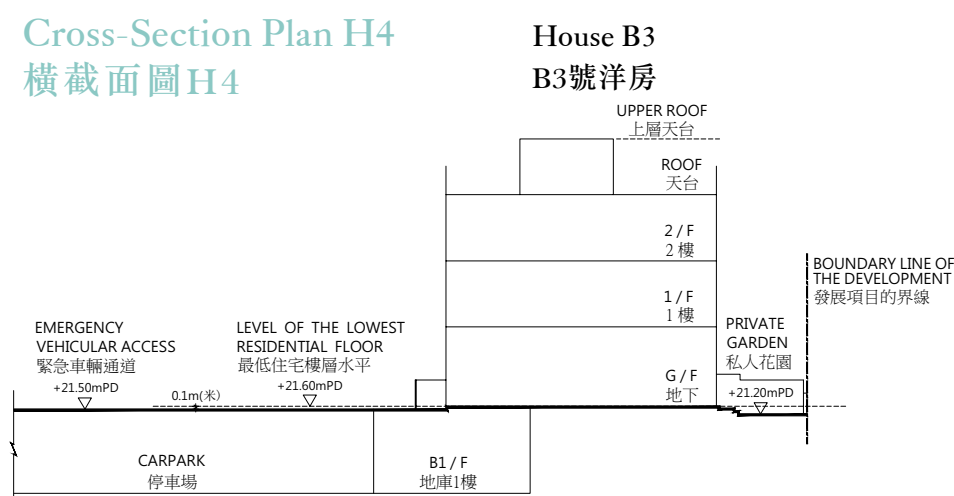 Cross-Section Plan H4
橫截面圖H4
House B3
B3號洋房
UPPER ROOF
上層天台
ROOF
天台
2 / F
2 樓
1 / F
1 樓
G / F
地下
BOUNDARY LINE OF
THE DEVELOPMENT
發展項目的界線
PRIVATE
GARDEN
私人花園
+21.20mPD
EMERGENCY
VEHICULAR ACCESS
緊急車輛通道
+21.50mPD
0.1m(米)
LEVEL OF THE LOWEST
RESIDENTIAL FLOOR
最低住宅樓層水平
+21.60mPD
CARPARK
停車場
B1 / F
地庫1樓